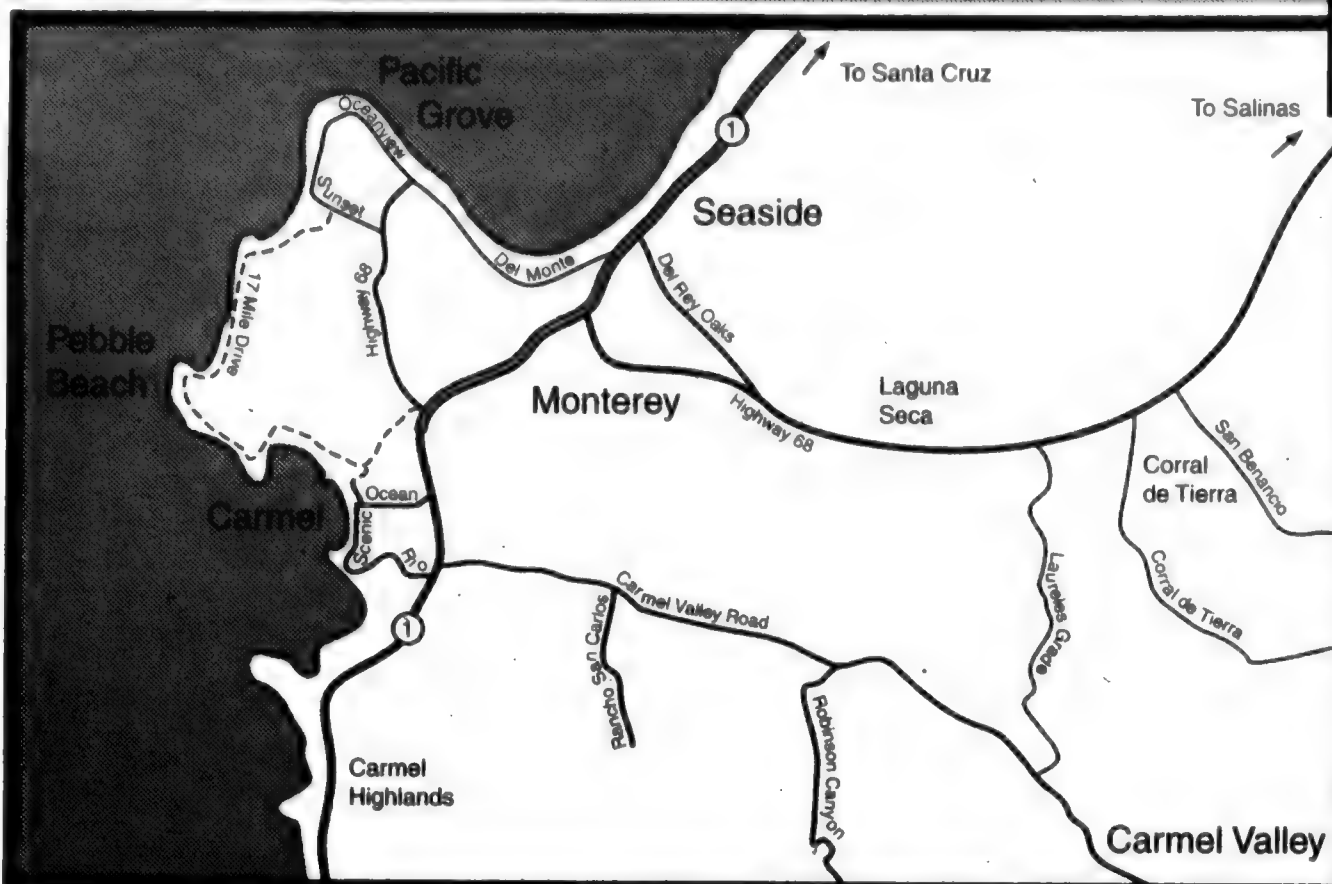 Pacific
Grove
To Santa Cruz
To Salinas
Oceanview
1
Sunset
Seaside
Del Monte
Del Rey Oaks
17 Mile Drive
Highway 68
Pebble
Beach
Monterey
Laguna
Seca
Highway 68
San Benancio
Corral
de Tierra
Ocean
Carmel
Scenic
Rio
Laureles Grade
Corral de Tierra
Carmel Valley Road
Rancho San Carlos
1
Robinson Canyon
Carmel
Highlands
Carmel Valley